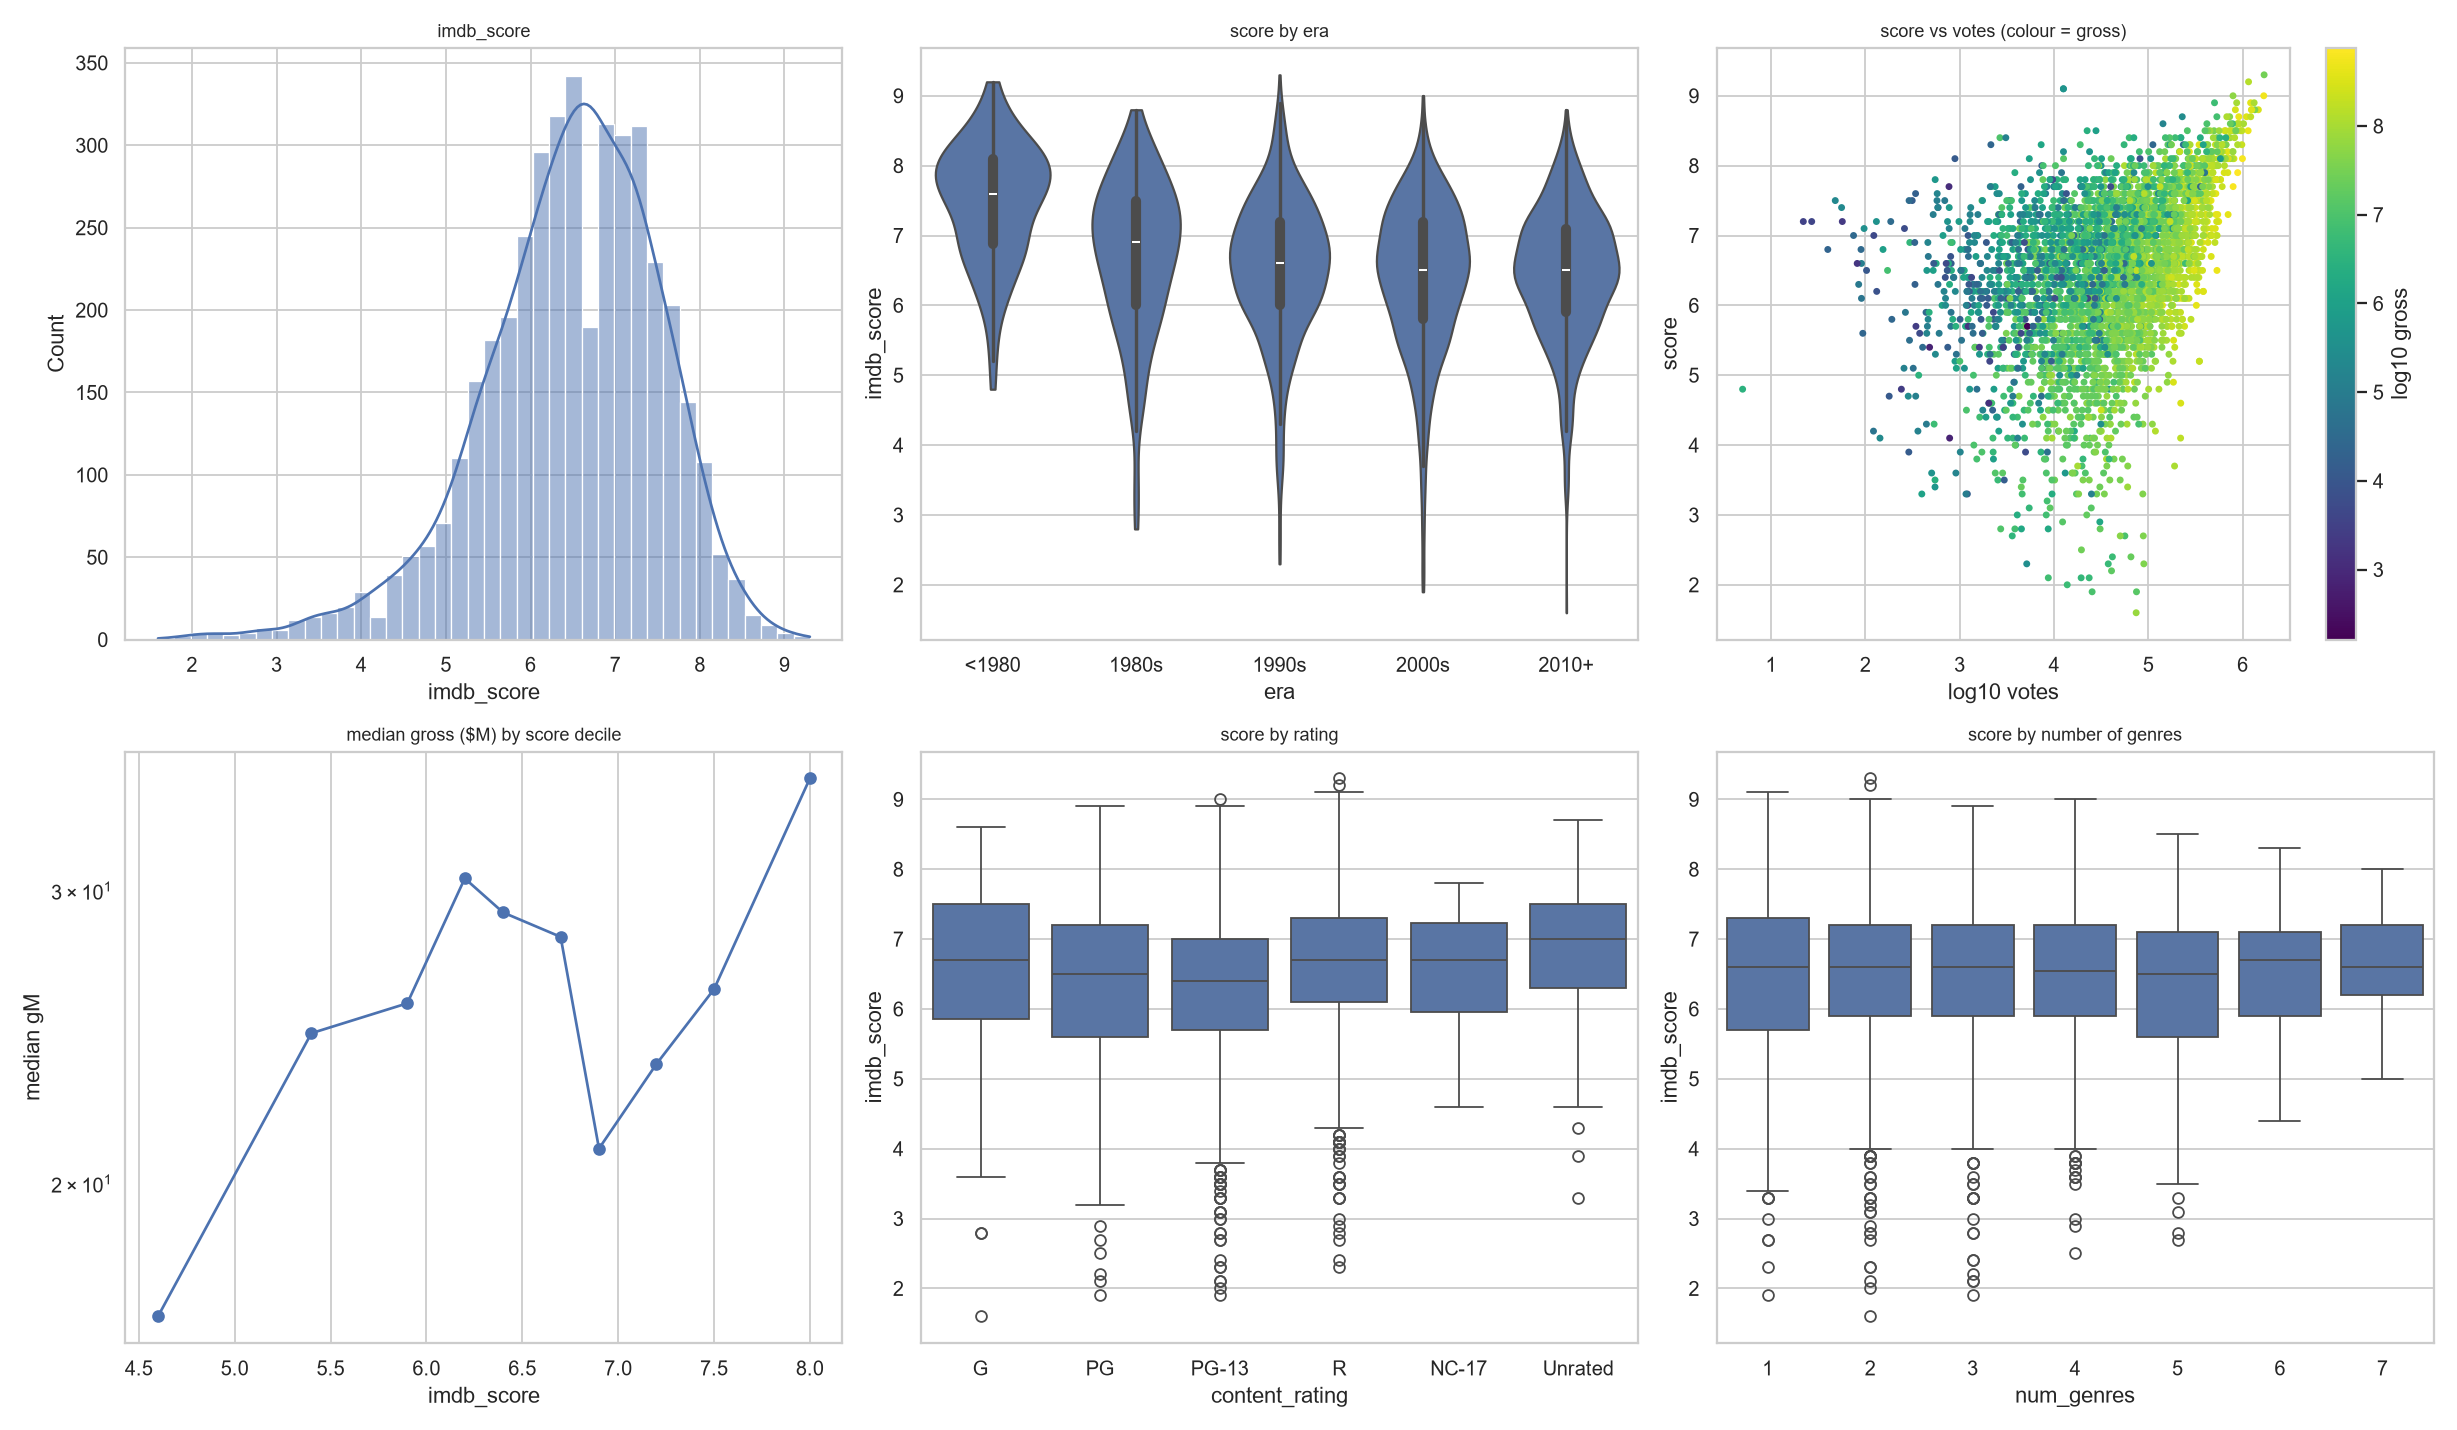 imdb_score
350
300
250
200
150
100
50
0
Count
2 3 4 5 6 7 8 9
imdb_score
score by era
9
8
7
6
5
4
3
2
imdb_score
<1980 1980s 1990s 2000s 2010+
era
score vs votes (colour = gross)
9
8
7
6
5
4
3
2
score
1 2 3 4 5 6
log10 votes
8
7
6
5
4
3
log10 gross
median gross ($M) by score decile
3 × 10¹
2 × 10¹
median gM
4.5 5.0 5.5 6.0 6.5 7.0 7.5 8.0
imdb_score
score by rating
9
8
7
6
5
4
3
2
imdb_score
G PG PG-13 R NC-17 Unrated
content_rating
score by number of genres
9
8
7
6
5
4
3
2
imdb_score
1 2 3 4 5 6 7
num_genres